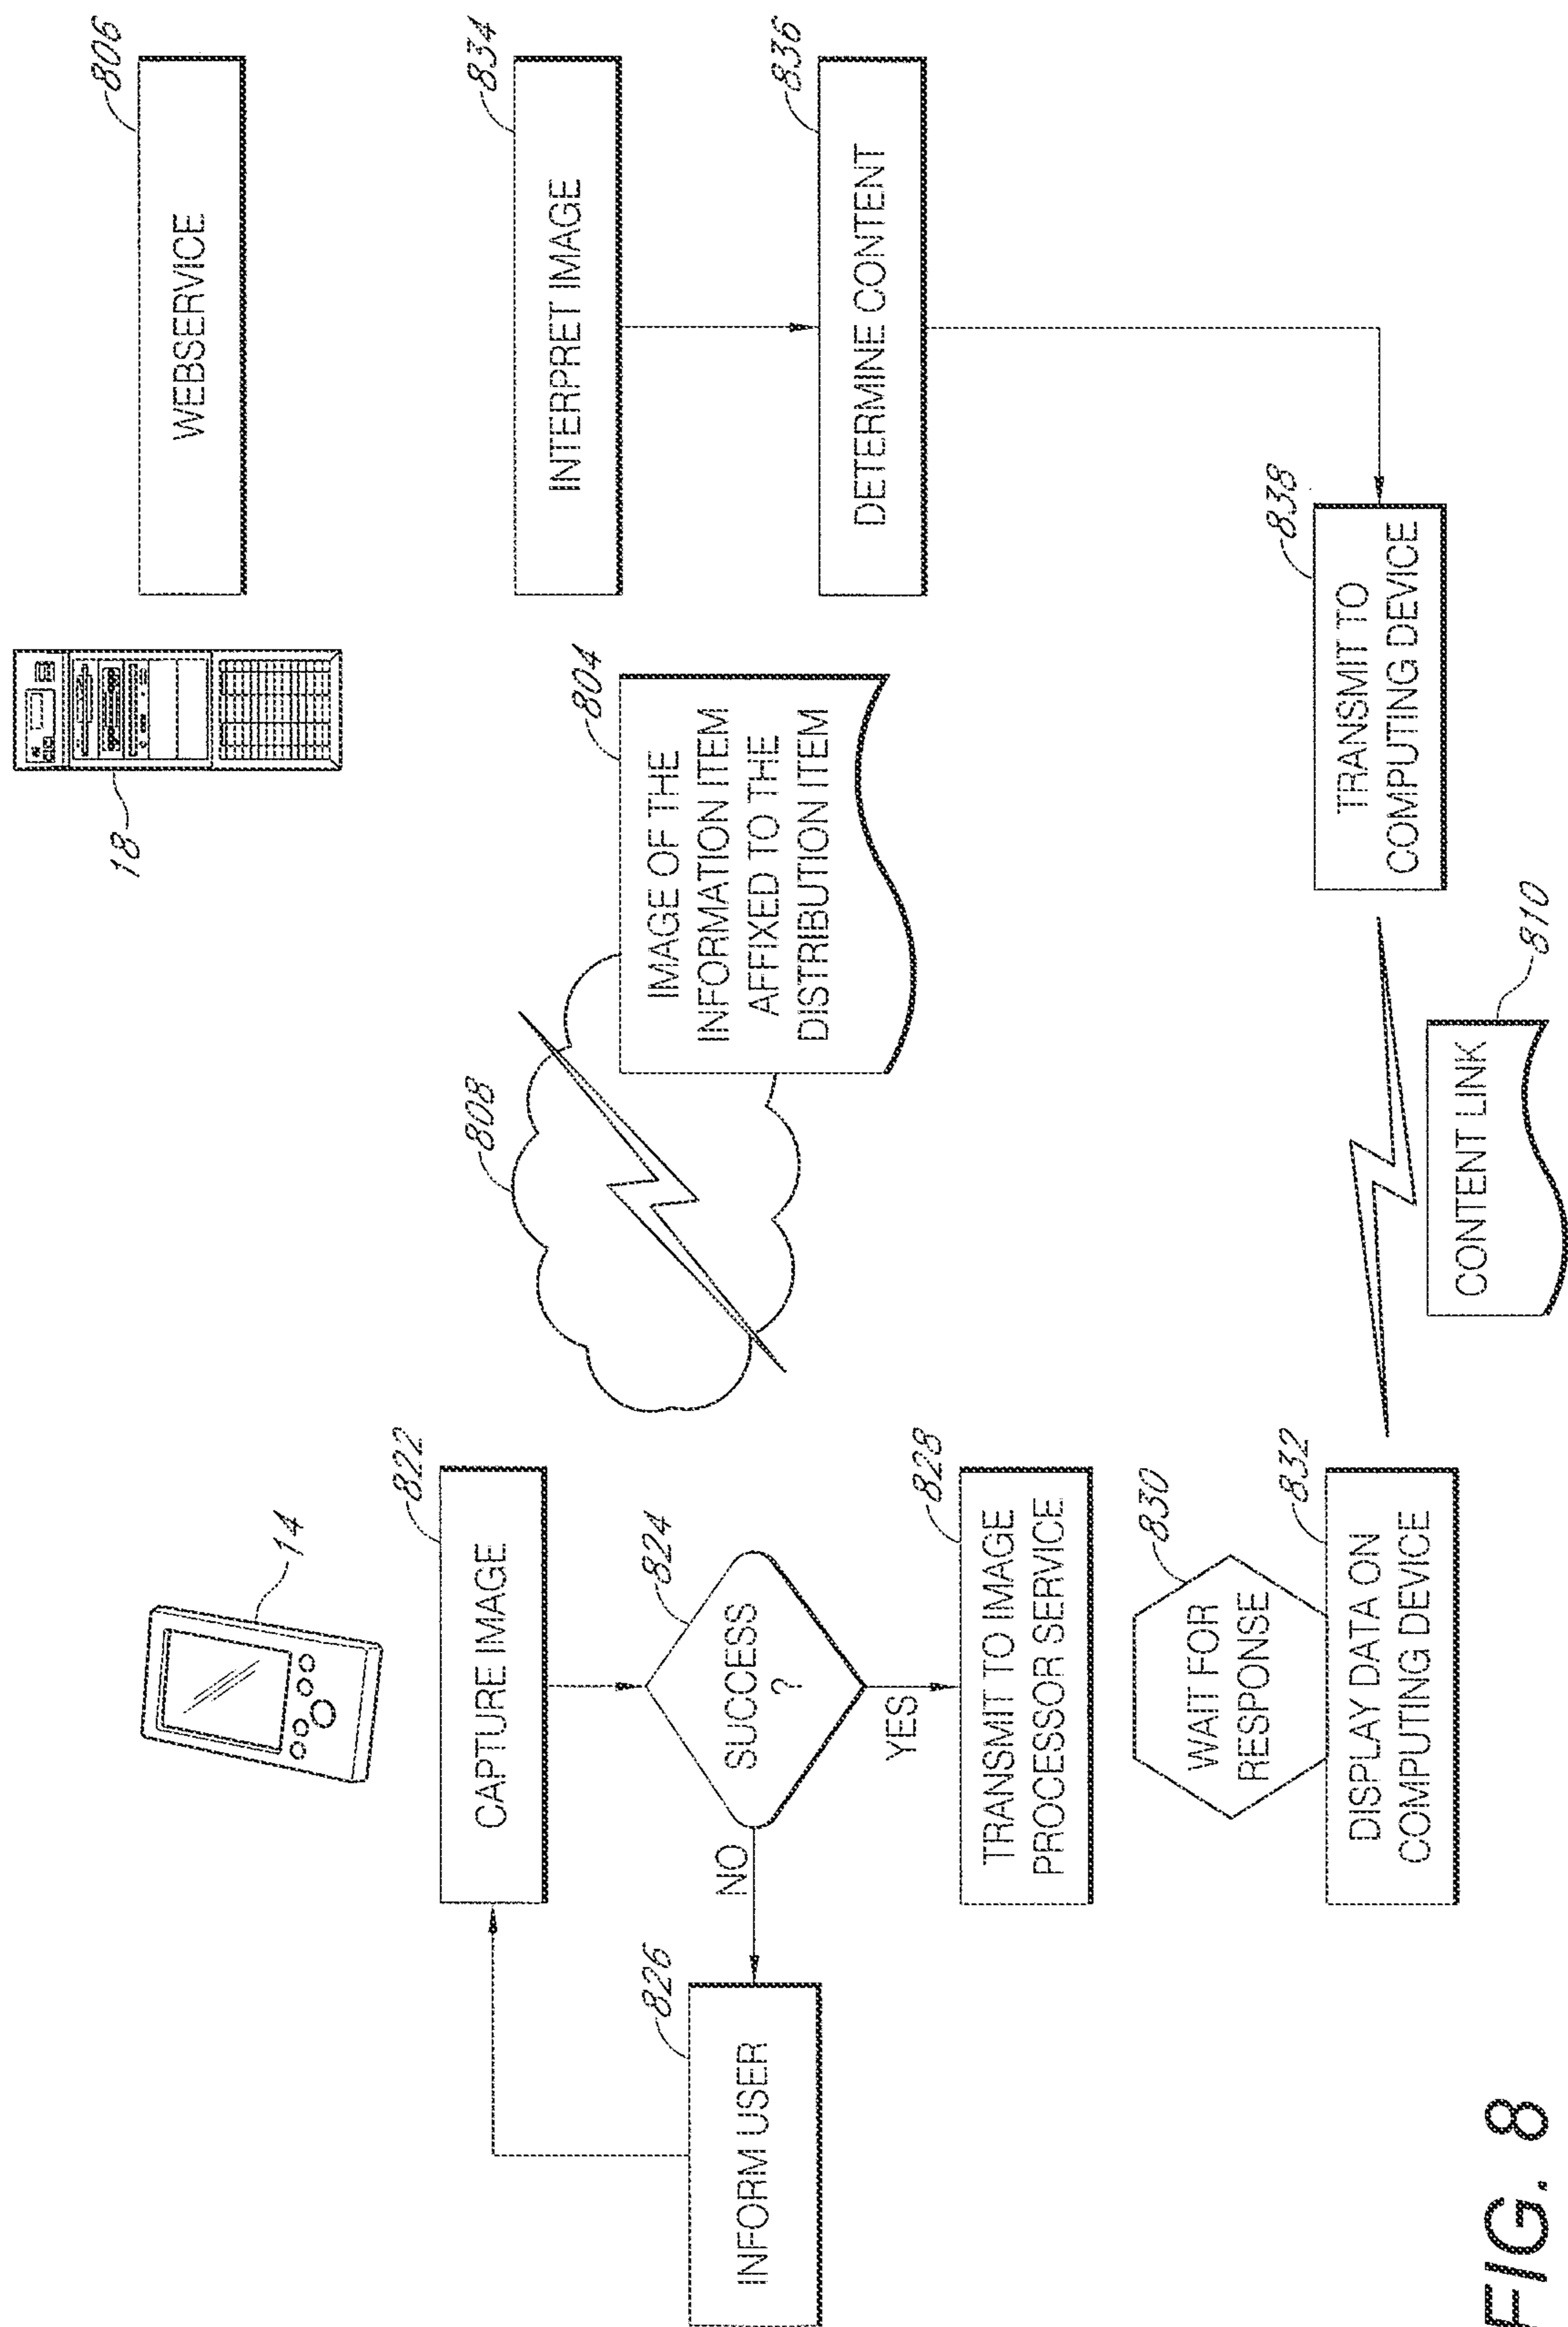 14
18
WEBSERVICE
806
CAPTURE IMAGE
822
808
INTERPRET IMAGE
834
IMAGE OF THE
INFORMATION ITEM
AFFIXED TO THE
DISTRIBUTION ITEM
804
INFORM USER
826
NO
SUCCESS
?
824
YES
DETERMINE CONTENT
836
TRANSMIT TO IMAGE
PROCESSOR SERVICE
828
WAIT FOR
RESPONSE
830
DISPLAY DATA ON
COMPUTING DEVICE
832
TRANSMIT TO
COMPUTING DEVICE
838
CONTENT LINK
810
FIG. 8